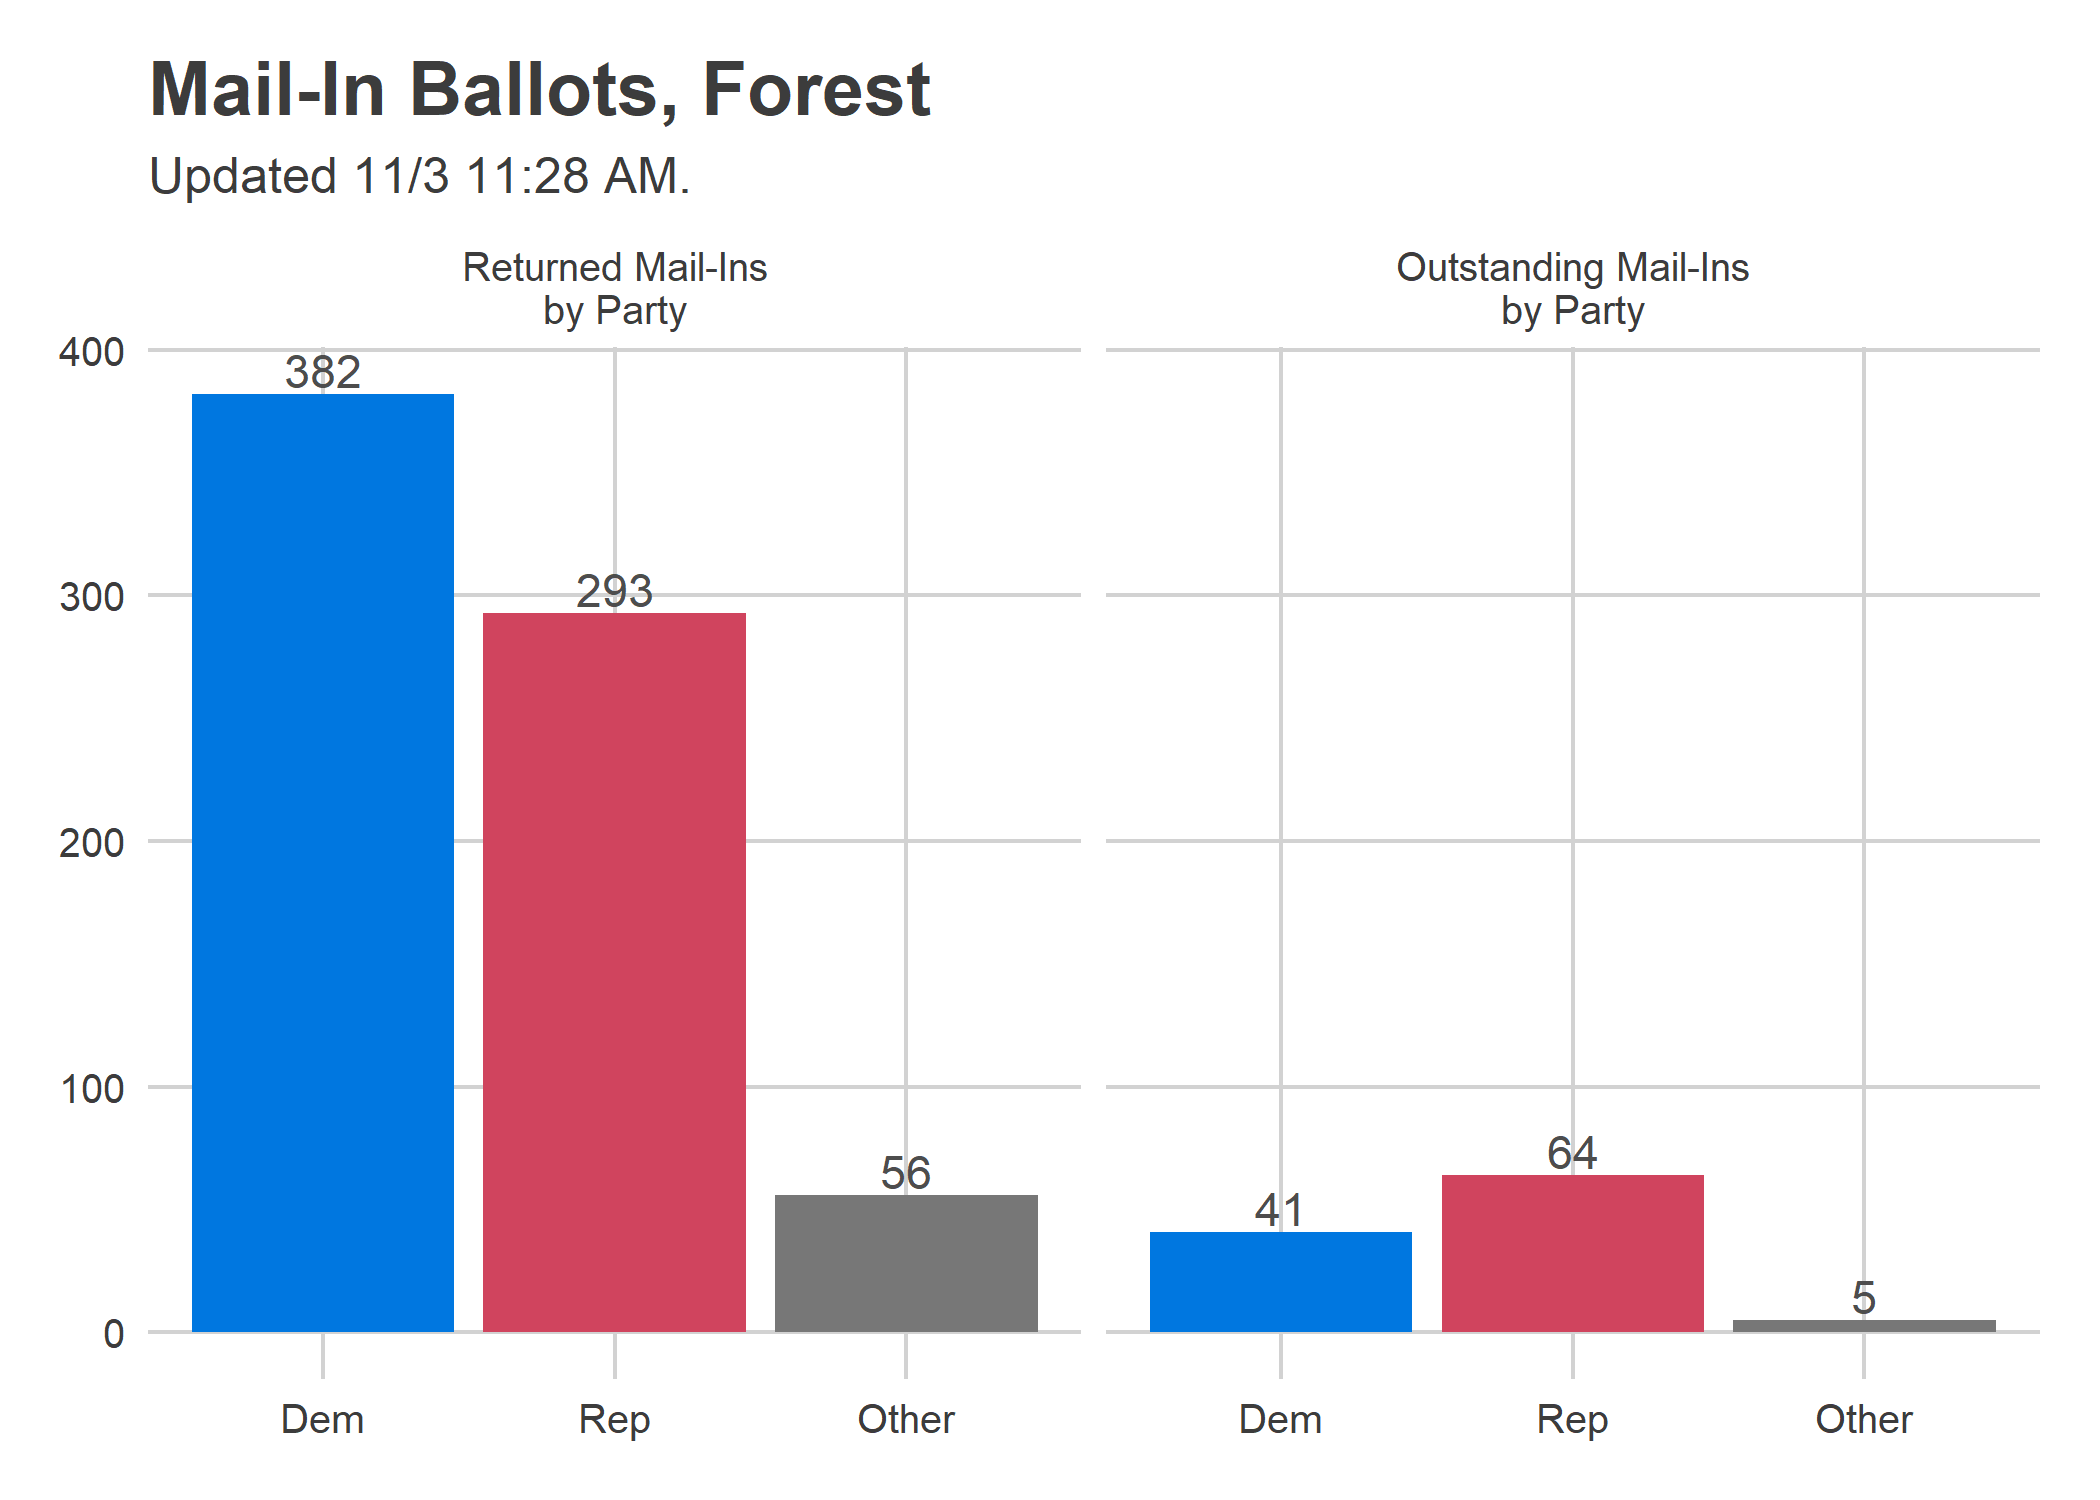 Mail-In Ballots, Forest
Updated 11/3 11:28 AM.
Returned Mail-Ins
by Party
Outstanding Mail-Ins
by Party
400
300
200
100
0
382
293
56
41
64
5
Dem
Rep
Other
Dem
Rep
Other